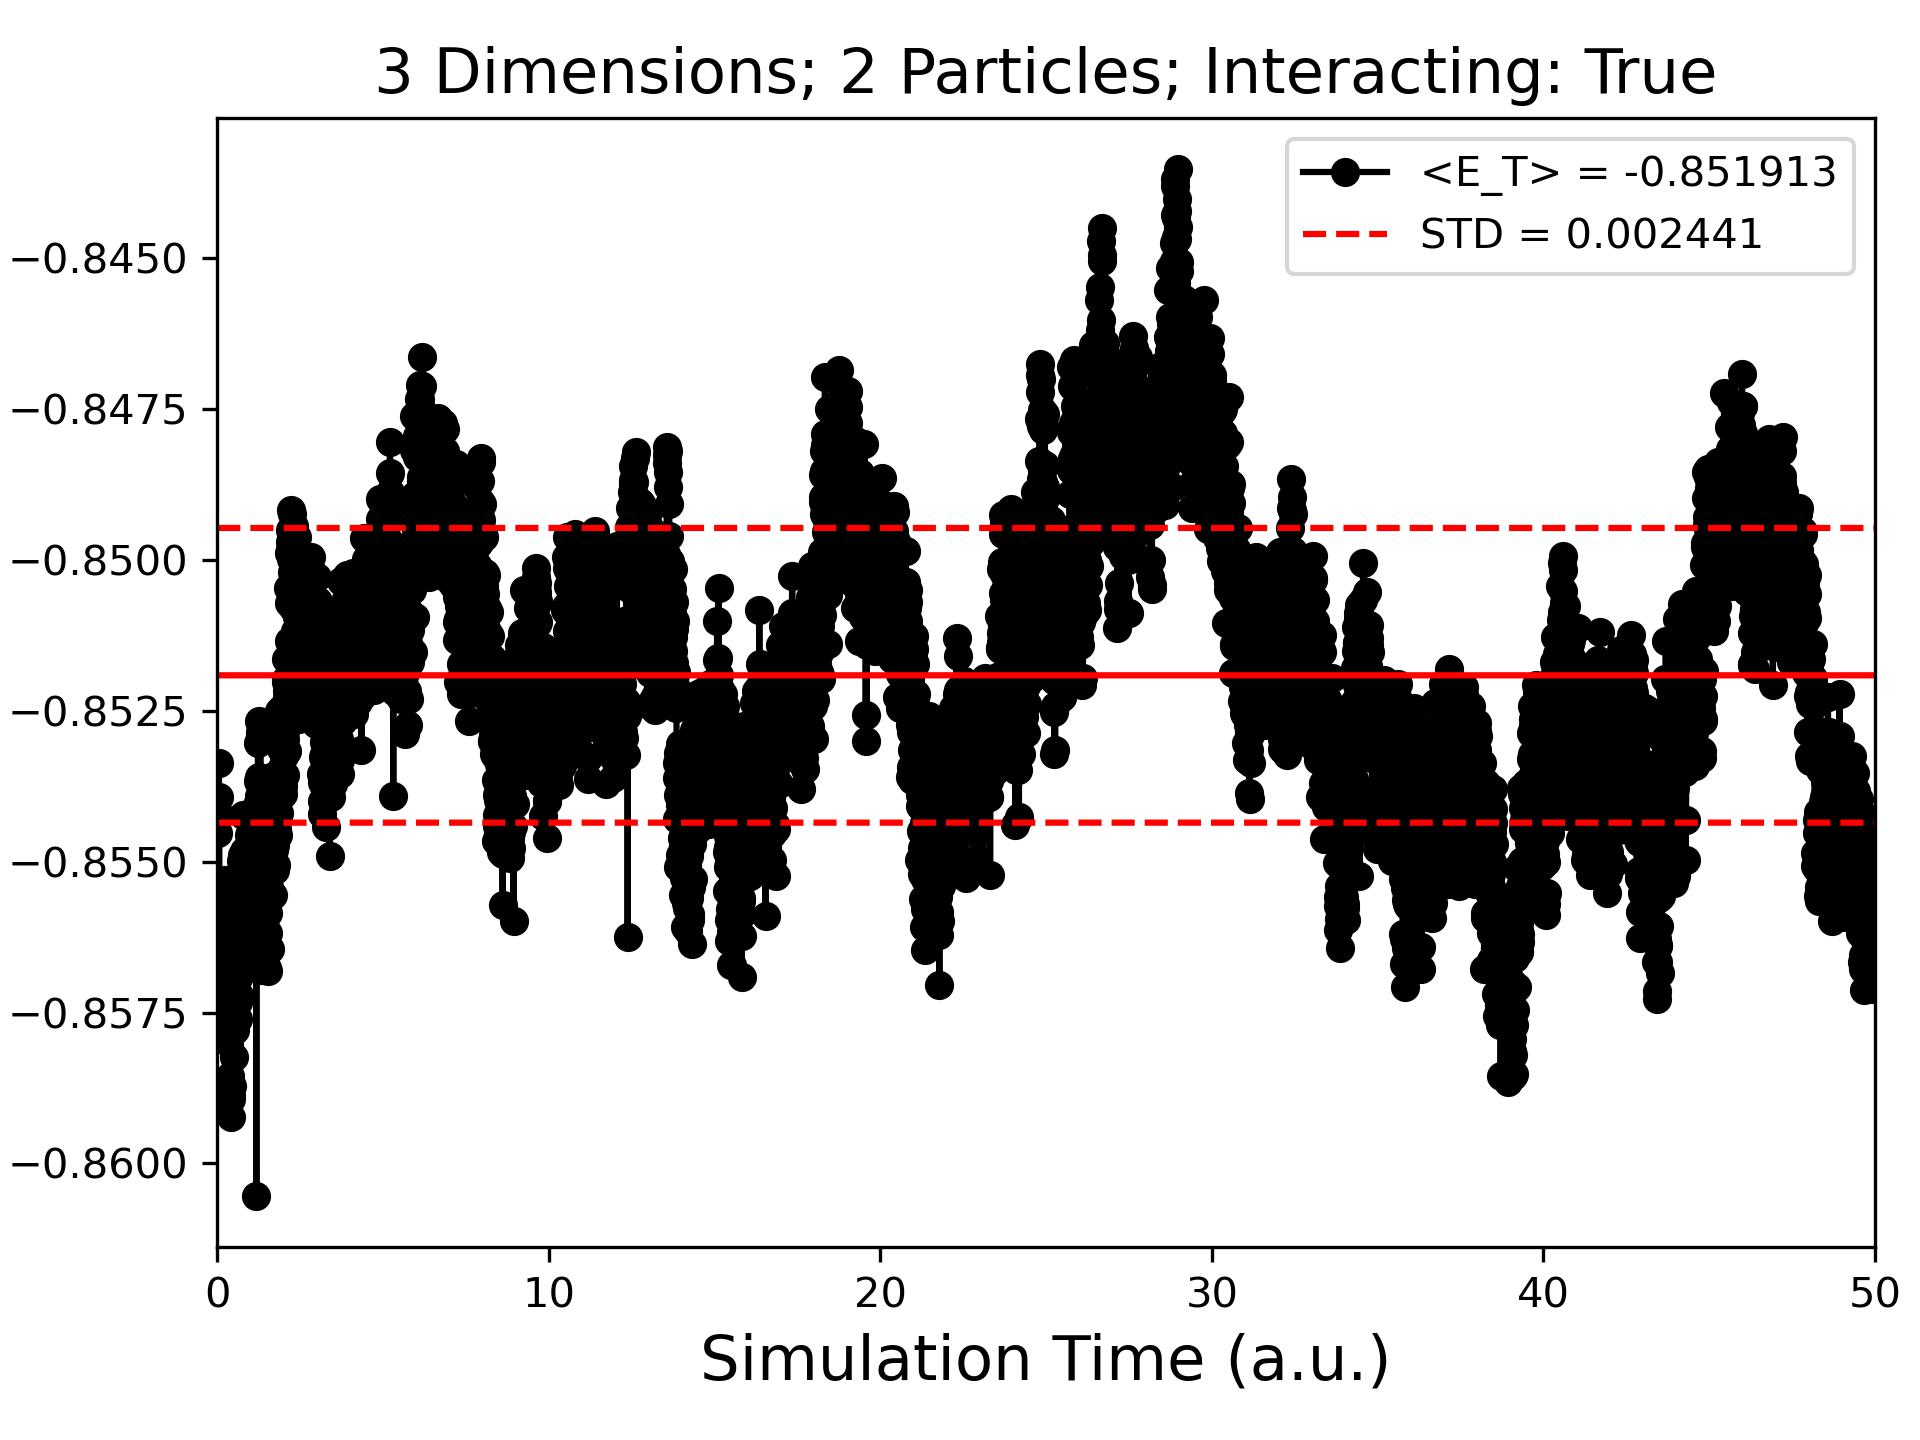 3 Dimensions; 2 Particles; Interacting: True
<E_T> = -0.851913
STD = 0.002441
−0.8450
−0.8475
−0.8500
−0.8525
−0.8550
−0.8575
−0.8600
0 10 20 30 40 50
Simulation Time (a.u.)